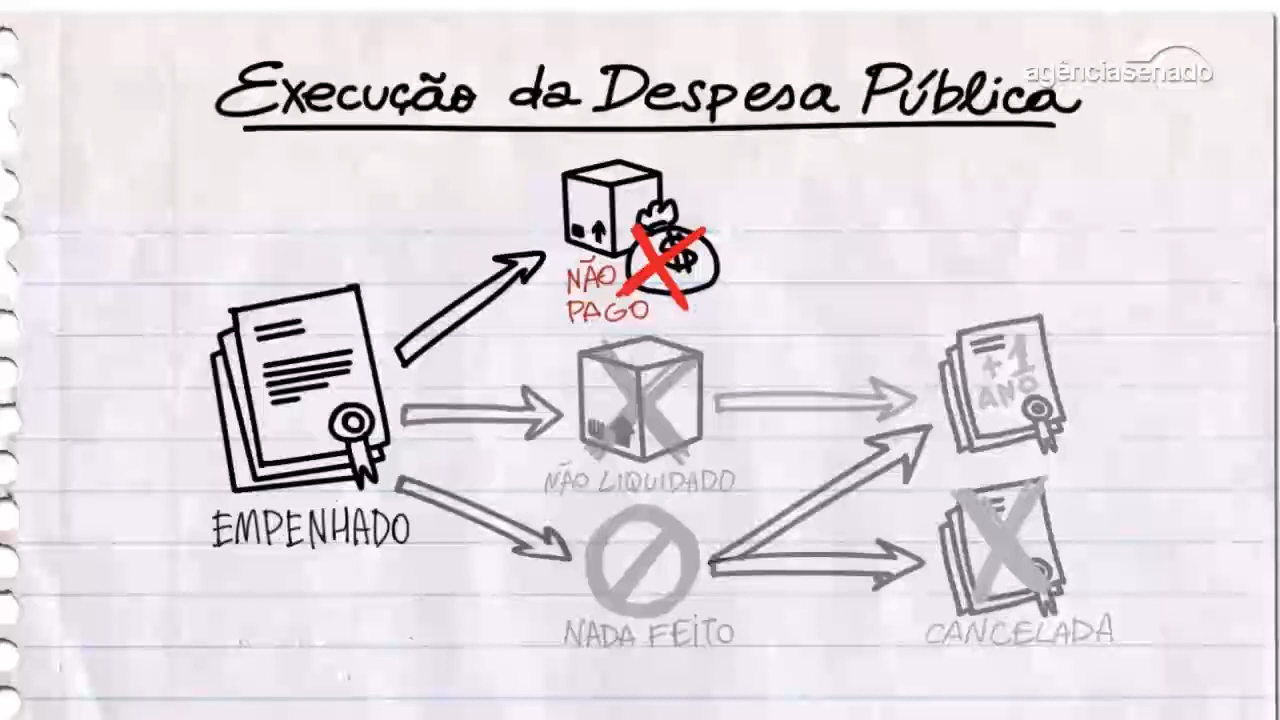 Execução da Despesa Pública
agênciasenado
NÃO
PAGO
$
+1
ANO
NÃO LIQUIDADO
EMPENHADO
NADA FEITO
CANCELADA